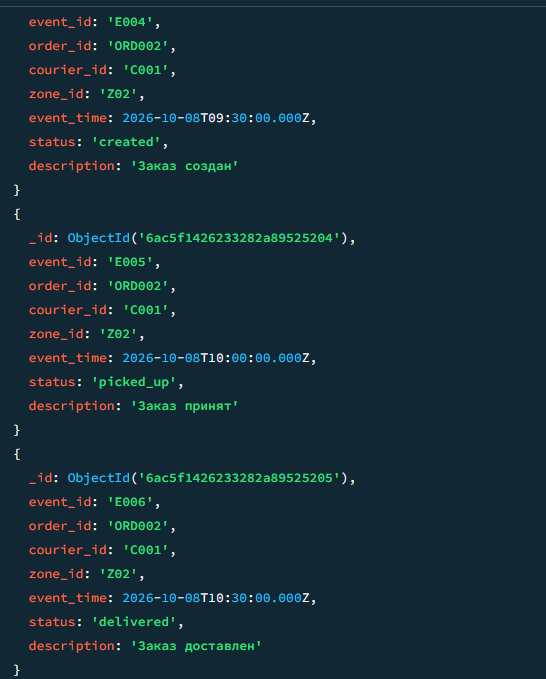 event_id: 'E004',
order_id: 'ORD002',
courier_id: 'C001',
zone_id: 'Z02',
event_time: 2026-10-08T09:30:00.000Z,
status: 'created',
description: 'Заказ создан'
}
{
_id: ObjectId('6ac5f1426233282a89525204'),
event_id: 'E005',
order_id: 'ORD002',
courier_id: 'C001',
zone_id: 'Z02',
event_time: 2026-10-08T10:00:00.000Z,
status: 'picked_up',
description: 'Заказ принят'
}
{
_id: ObjectId('6ac5f1426233282a89525205'),
event_id: 'E006',
order_id: 'ORD002',
courier_id: 'C001',
zone_id: 'Z02',
event_time: 2026-10-08T10:30:00.000Z,
status: 'delivered',
description: 'Заказ доставлен'
}